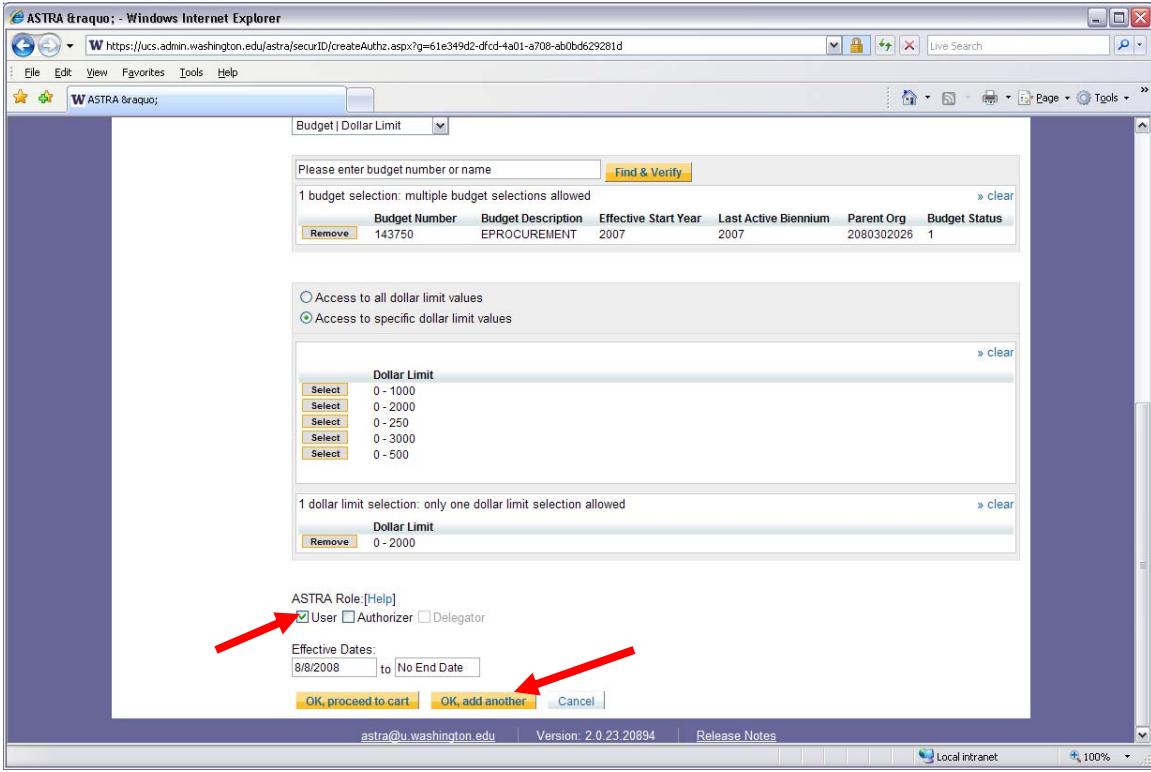 ASTRA &raquo; - Windows Internet Explorer
https://ucs.admin.washington.edu/astra/securID/createAuthz.aspx?g=61e349d2-dfcd-4a01-a708-ab0bd629281d Live Search
File Edit View Favorites Tools Help
W ASTRA &raquo; Page Tools »
Budget | Dollar Limit
Please enter budget number or name Find & Verify
1 budget selection: multiple budget selections allowed » clear
Budget Number Budget Description Effective Start Year Last Active Biennium Parent Org Budget Status
Remove 143750 EPROCUREMENT 2007 2007 2080302026 1
Access to all dollar limit values
Access to specific dollar limit values
» clear
Dollar Limit
Select 0 - 1000
Select 0 - 2000
Select 0 - 250
Select 0 - 3000
Select 0 - 500
1 dollar limit selection: only one dollar limit selection allowed » clear
Dollar Limit
Remove 0 - 2000
ASTRA Role:[Help]
User Authorizer Delegator
Effective Dates:
8/8/2008 to No End Date
OK, proceed to cart OK, add another Cancel
astra@u.washington.edu Version: 2.0.23.20894 Release Notes
Local intranet 100%